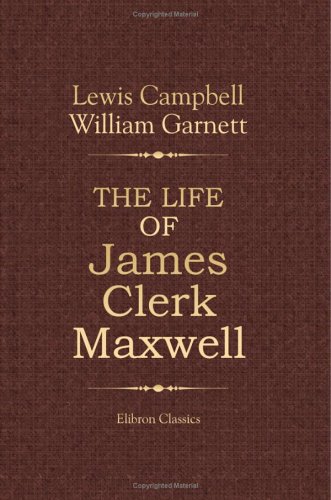 Lewis Campbell
William Garnett
THE LIFE
OF
James
Clerk
Maxwell
Elibron Classics